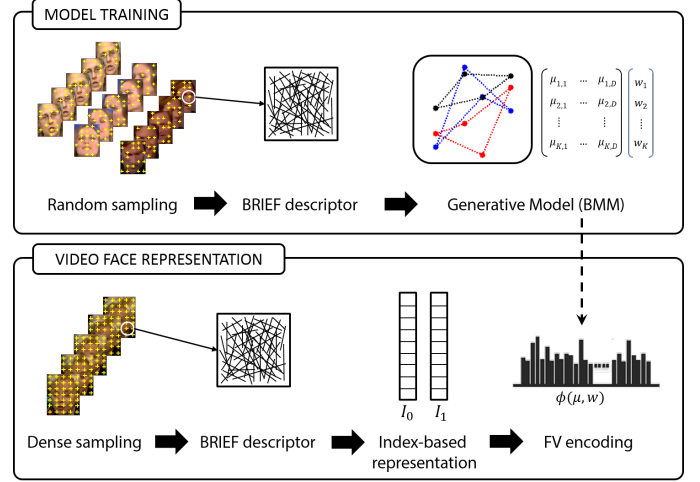 MODEL TRAINING
μ1,1 ... μ1,D w1
μ2,1 ... μ2,D w2
⋮ ⋮ ⋮
μK,1 ... μK,D wK
Random sampling
BRIEF descriptor
Generative Model (BMM)
VIDEO FACE REPRESENTATION
I0 I1
ϕ(μ, w)
Dense sampling
BRIEF descriptor
Index-based
representation
FV encoding